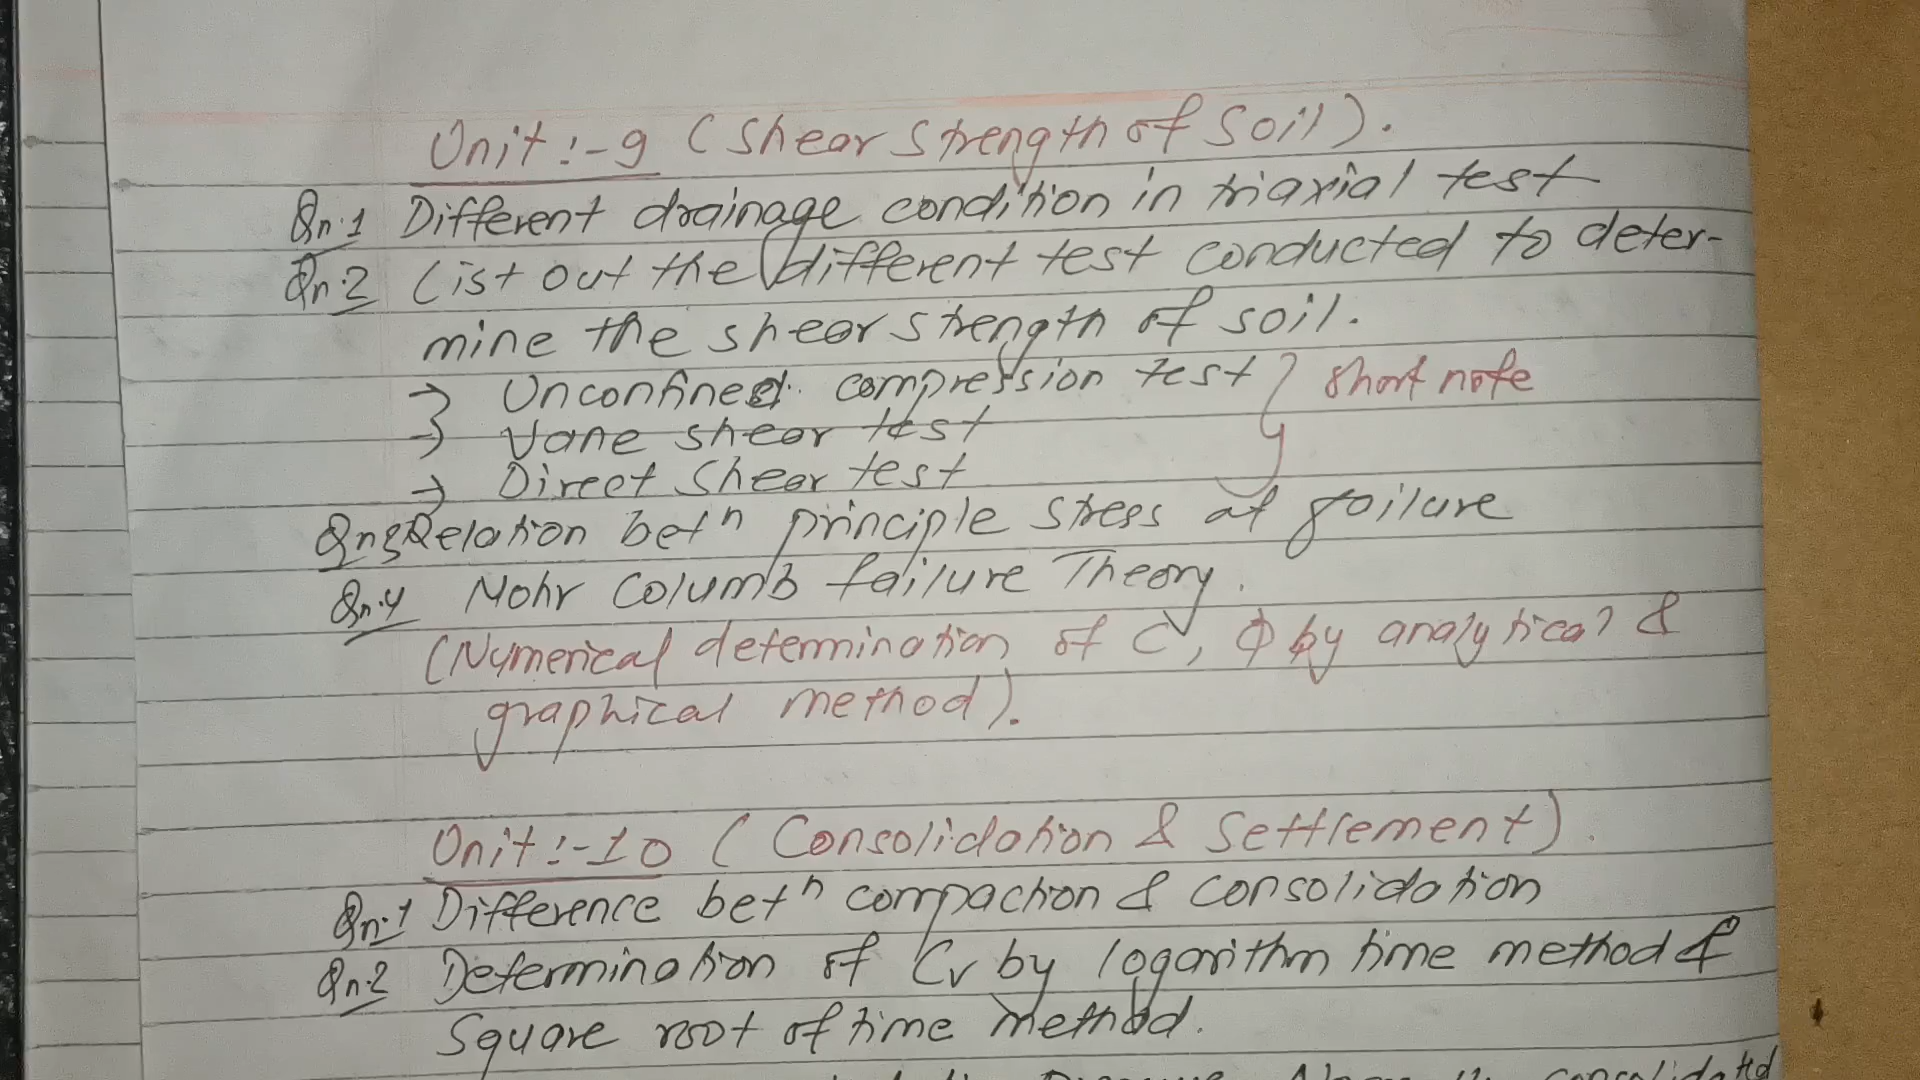 Unit :- 9 (Shear Strength of Soil).
Qn.1 Different drainage condition in triaxial test
Qn.2 List out the different test conducted to deter-
mine the shear strength of soil.
→ Unconfined compression test } short note
→ Vane shear test
→ Direct Shear test
Qn3 Relation betn principle stress at failure
Qn.4 Mohr Columb failure Theory.
(Numerical determination of C, Φ by analytical &
graphical method).
Unit :- 10 (Consolidation & Settlement).
Qn.1 Difference betn compaction & consolidation
Qn.2 Determination of Cv by logarithm time method &
Square root of time method.
consolidated